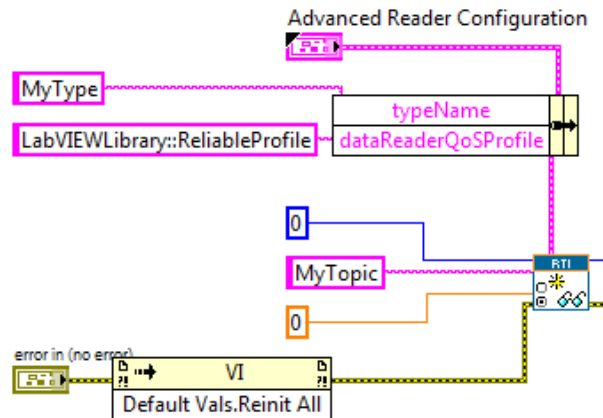 Advanced Reader Configuration
MyType
typeName
LabVIEWLibrary::ReliableProfile
dataReaderQoSProfile
0
RTI
MyTopic
0
error in (no error)
VI
?!
?!
Default Vals.Reinit All